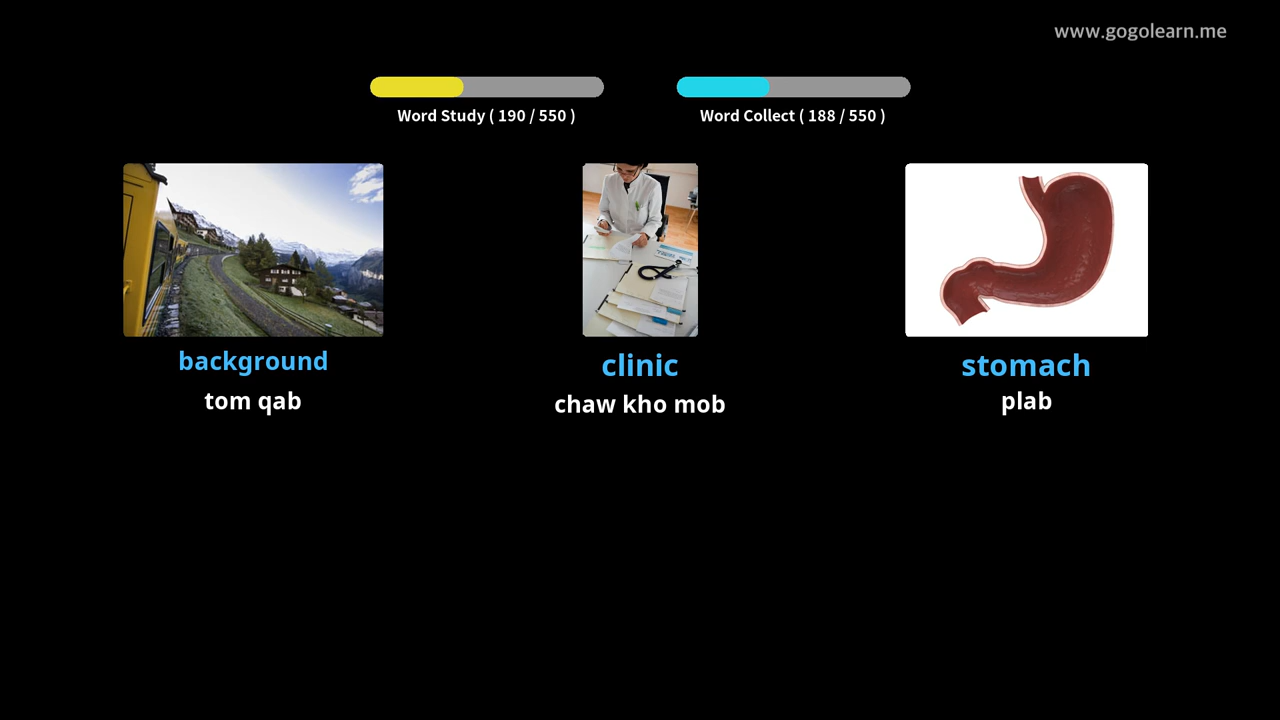 www.gogolearn.me
Word Study ( 190 / 550 )
Word Collect ( 188 / 550 )
background
tom qab
clinic
chaw kho mob
stomach
plab